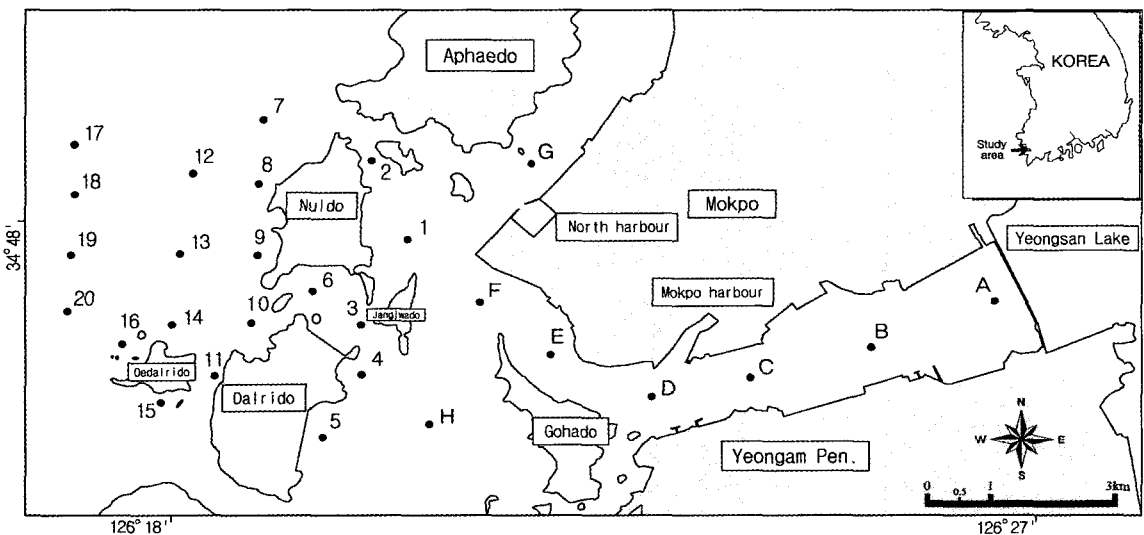 Aphaedo
KOREA
Study
area
7
17
12
G
2
8
18
Nuldo
Mokpo
North harbour
1
Yeongsan Lake
34° 48'
9
13
19
6
Mokpo harbour
A
F
20
10
3
Jangjwado
16
14
B
E
Oedalrido
11
4
C
D
Dalrido
15
5
H
Gohado
N
W
E
S
Yeongam Pen.
0
0.5
1
3km
126° 18'
126° 27'